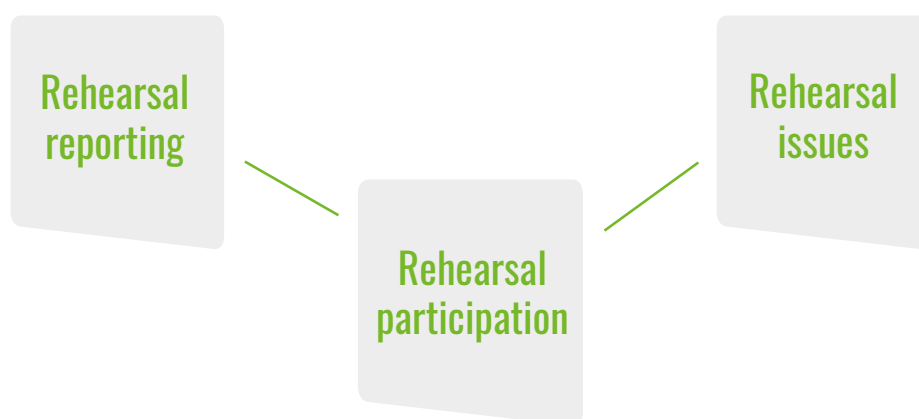 Rehearsal
reporting
Rehearsal
participation
Rehearsal
issues